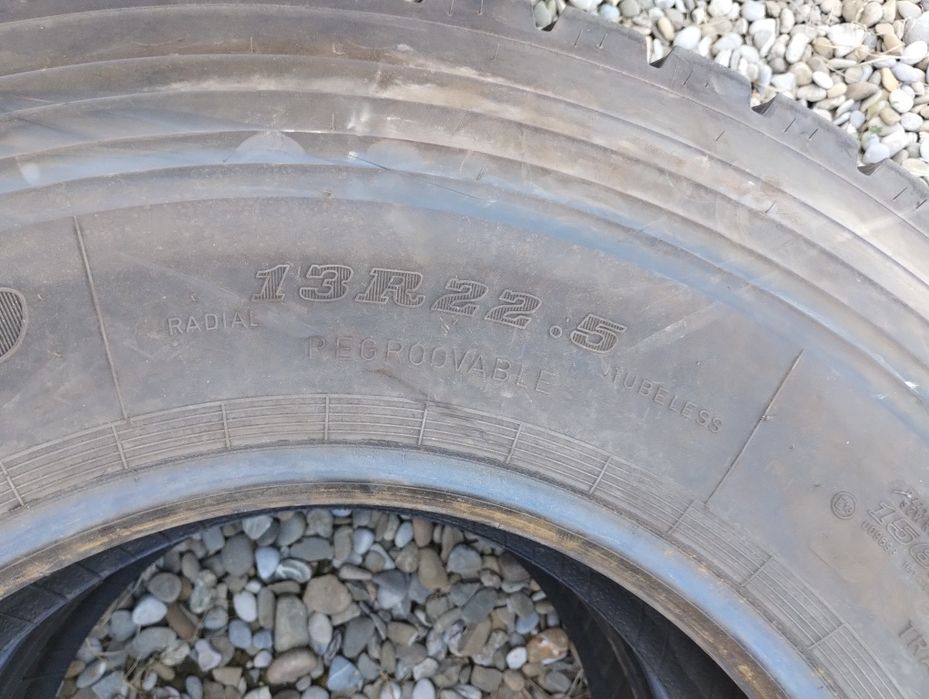 13R22.5
RADIAL
REGROOVABLE
TUBELESS